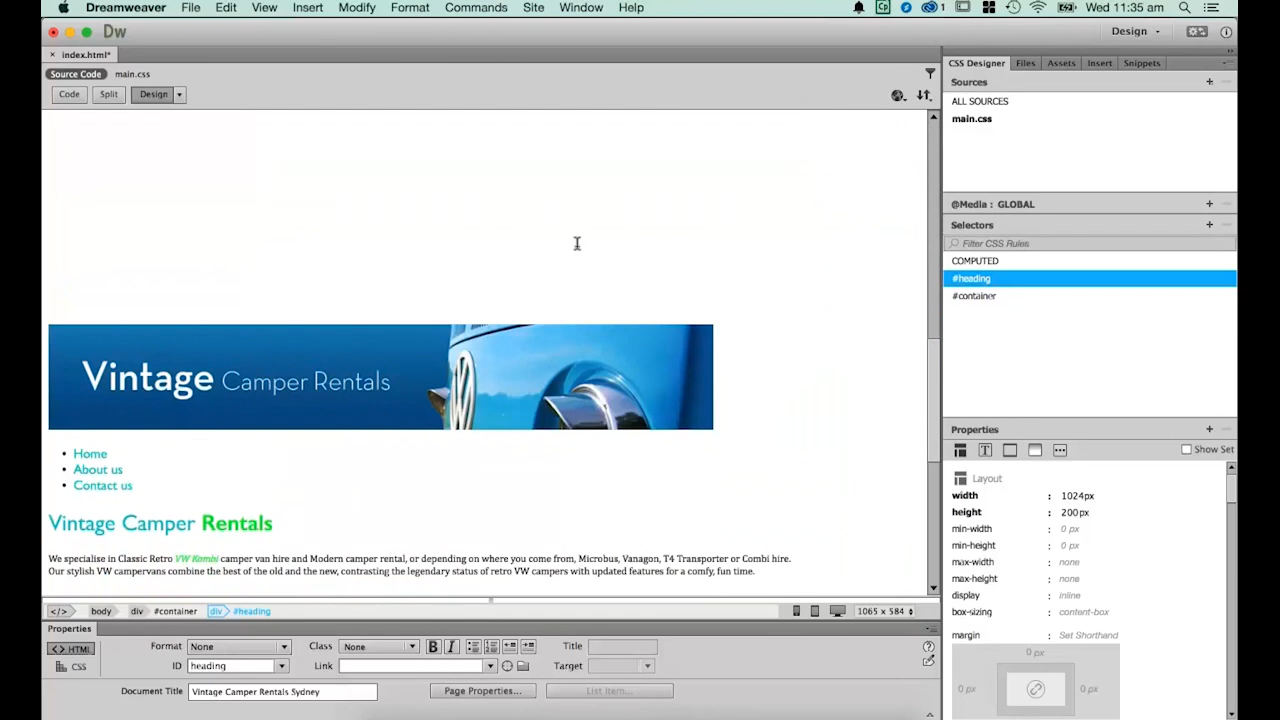 Dreamweaver File Edit View Insert Modify Format Commands Site Window Help 1 Wed 11:35 am
Dw Design
× index.html*
Source Code main.css
Code Split Design
CSS Designer Files Assets Insert Snippets
Sources
ALL SOURCES
main.css
@Media : GLOBAL
Selectors
Filter CSS Rules
COMPUTED
#heading
#container
Properties
Show Set
Layout
width : 1024px
height : 200px
min-width : 0 px
min-height : 0 px
max-width : none
max-height : none
display : inline
box-sizing : content-box
margin : Set Shorthand
0 px
0 px 0 px
Vintage Camper Rentals
• Home
• About us
• Contact us
Vintage Camper Rentals
We specialise in Classic Retro VW Kombi camper van hire and Modern camper rental, or depending on where you come from, Microbus, Vanagon, T4 Transporter or Combi hire.
Our stylish VW campervans combine the best of the old and the new, contrasting the legendary status of retro VW campers with updated features for a comfy, fun time.
</> body div #container div #heading 1065 x 584
Properties
<> HTML Format None Class None B I Title
CSS ID heading Link Target
Document Title Vintage Camper Rentals Sydney Page Properties... List Item...